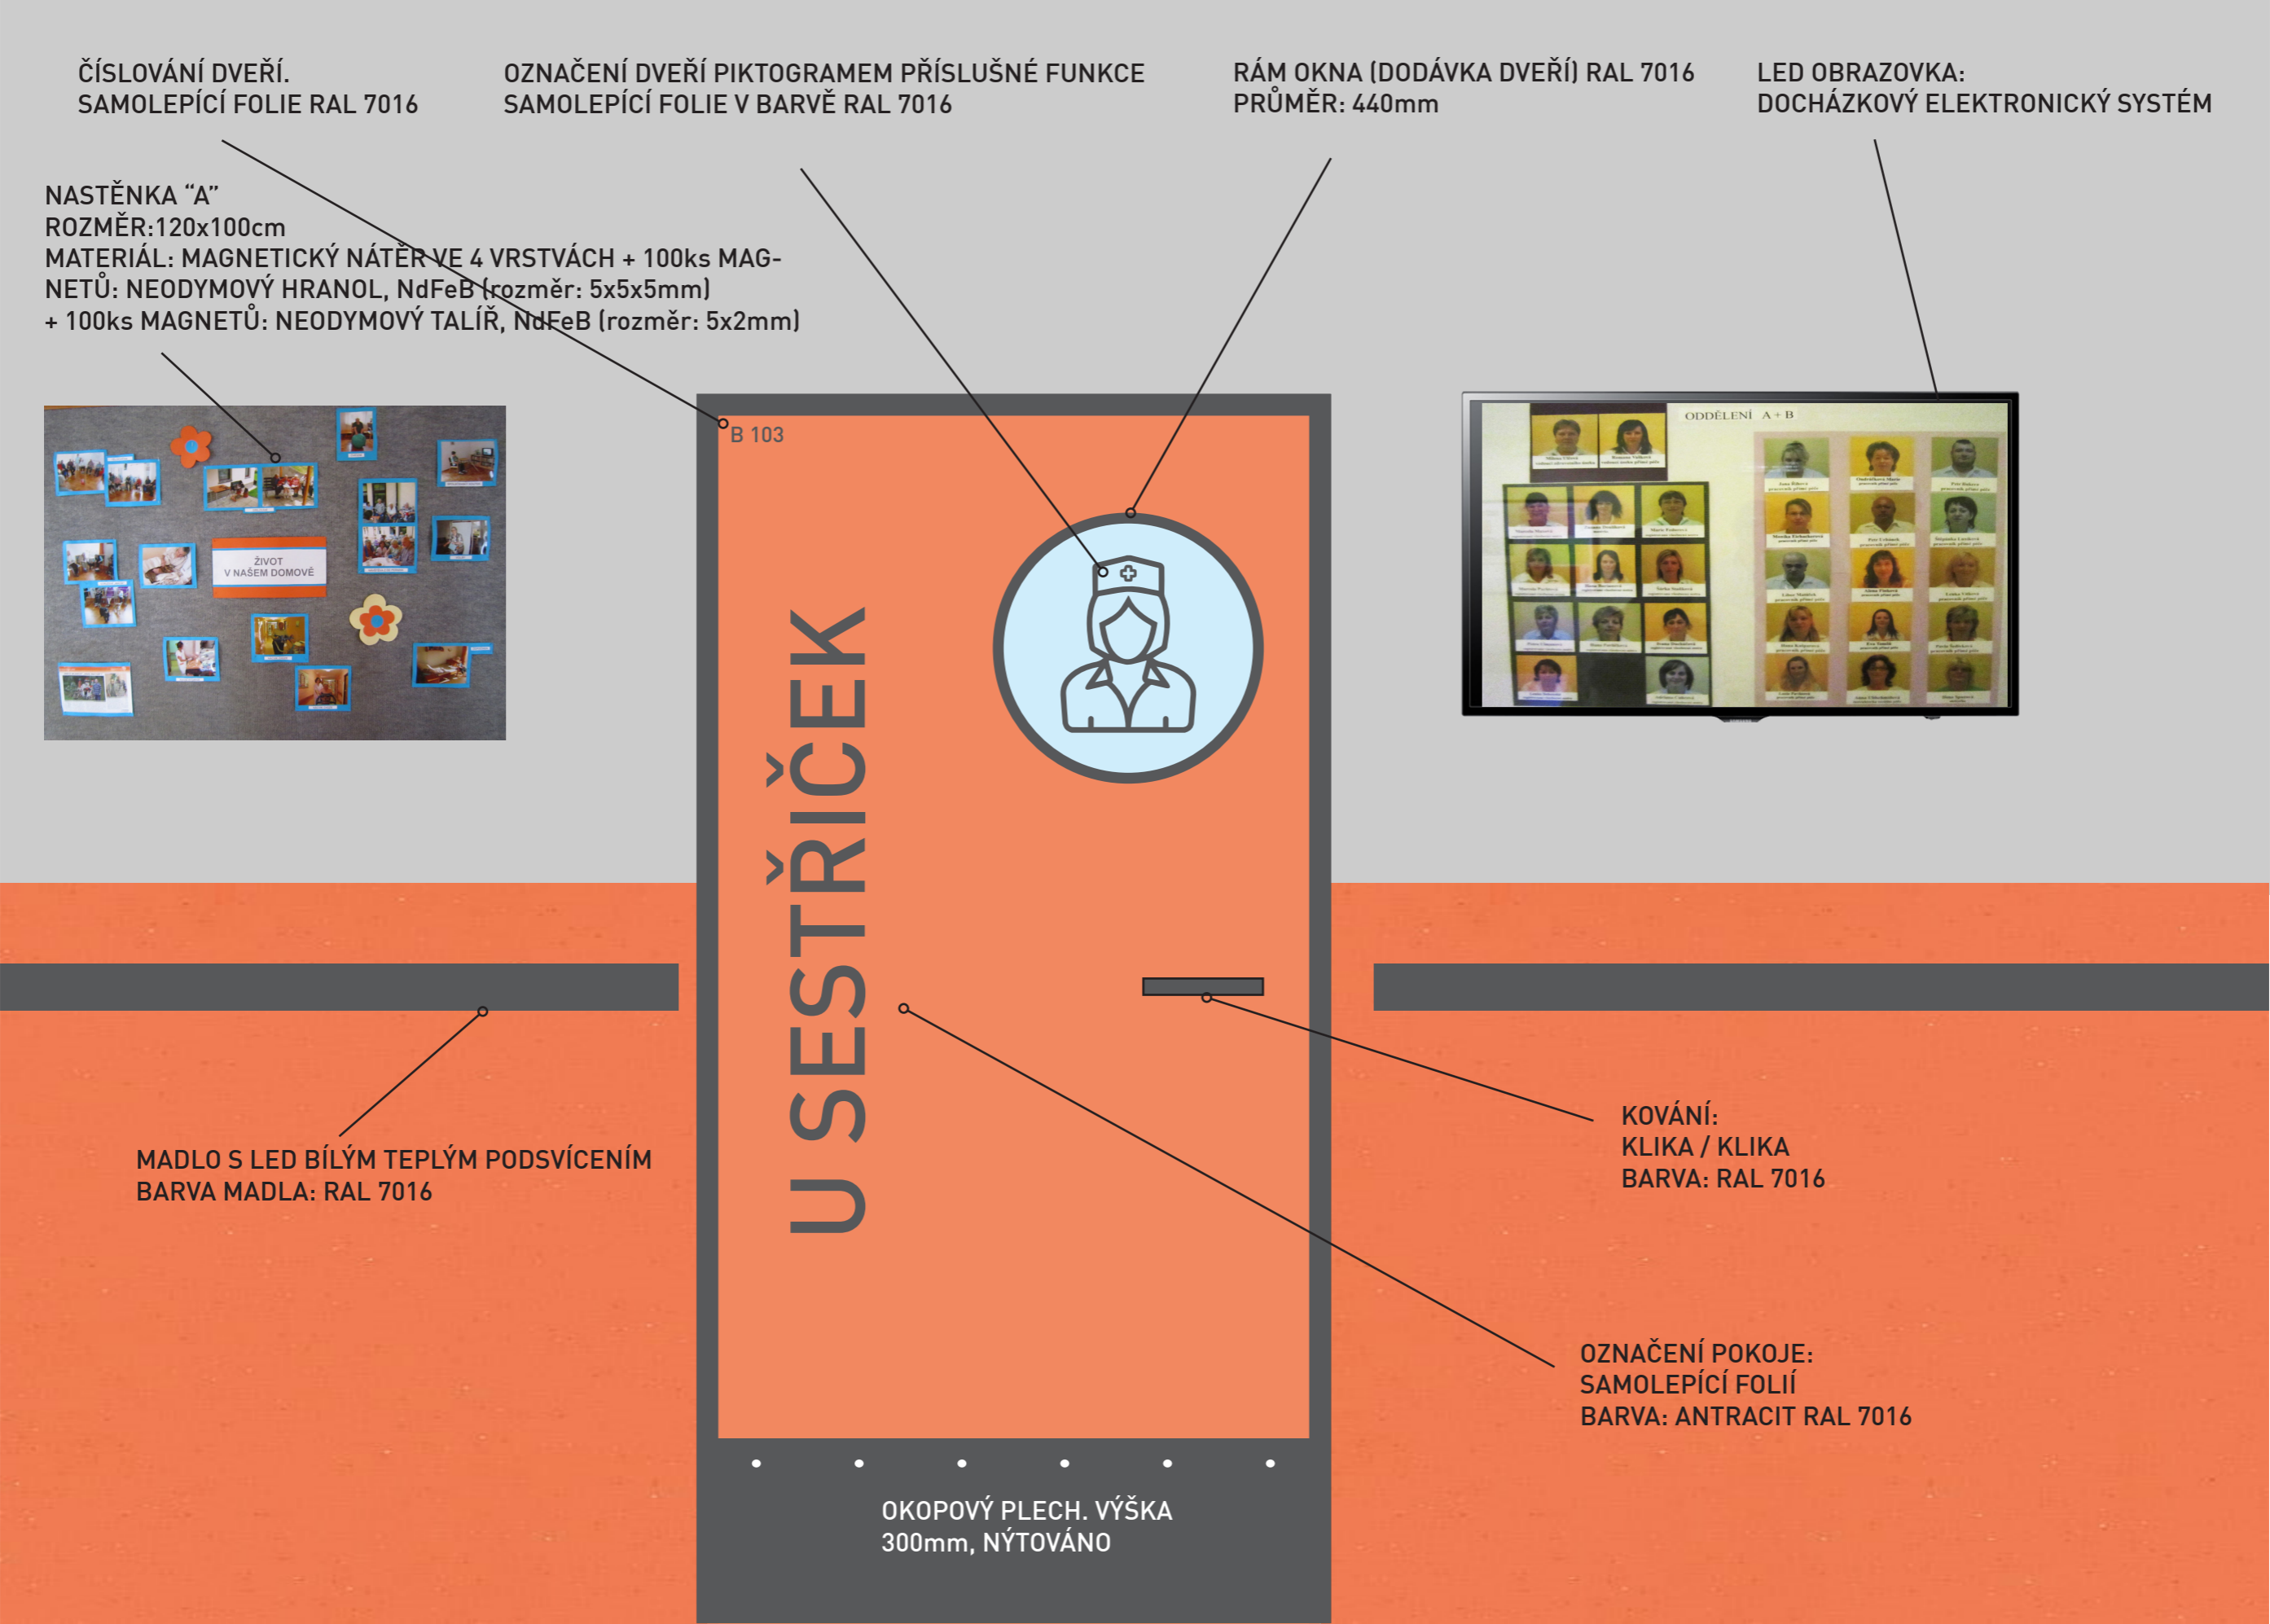 ČÍSLOVÁNÍ DVEŘÍ.
SAMOLEPÍCÍ FOLIE RAL 7016
OZNAČENÍ DVEŘÍ PIKTOGRAMEM PŘÍSLUŠNÉ FUNKCE
SAMOLEPÍCÍ FOLIE V BARVĚ RAL 7016
RÁM OKNA (DODÁVKA DVEŘÍ) RAL 7016
PRŮMĚR: 440mm
LED OBRAZOVKA:
DOCHÁZKOVÝ ELEKTRONICKÝ SYSTÉM
NASTĚNKA “A”
ROZMĚR:120x100cm
MATERIÁL: MAGNETICKÝ NÁTĚR VE 4 VRSTVÁCH + 100ks MAG-
NETŮ: NEODYMOVÝ HRANOL, NdFeB (rozměr: 5x5x5mm)
+ 100ks MAGNETŮ: NEODYMOVÝ TALÍŘ, NdFeB (rozměr: 5x2mm)
ŽIVOT
V NAŠEM DOMOVĚ
B 103
U SESTŘIČEK
ODDĚLENÍ A + B
MADLO S LED BÍLÝM TEPLÝM PODSVÍCENÍM
BARVA MADLA: RAL 7016
KOVÁNÍ:
KLIKA / KLIKA
BARVA: RAL 7016
OZNAČENÍ POKOJE:
SAMOLEPÍCÍ FOLIÍ
BARVA: ANTRACIT RAL 7016
OKOPOVÝ PLECH. VÝŠKA
300mm, NÝTOVÁNO